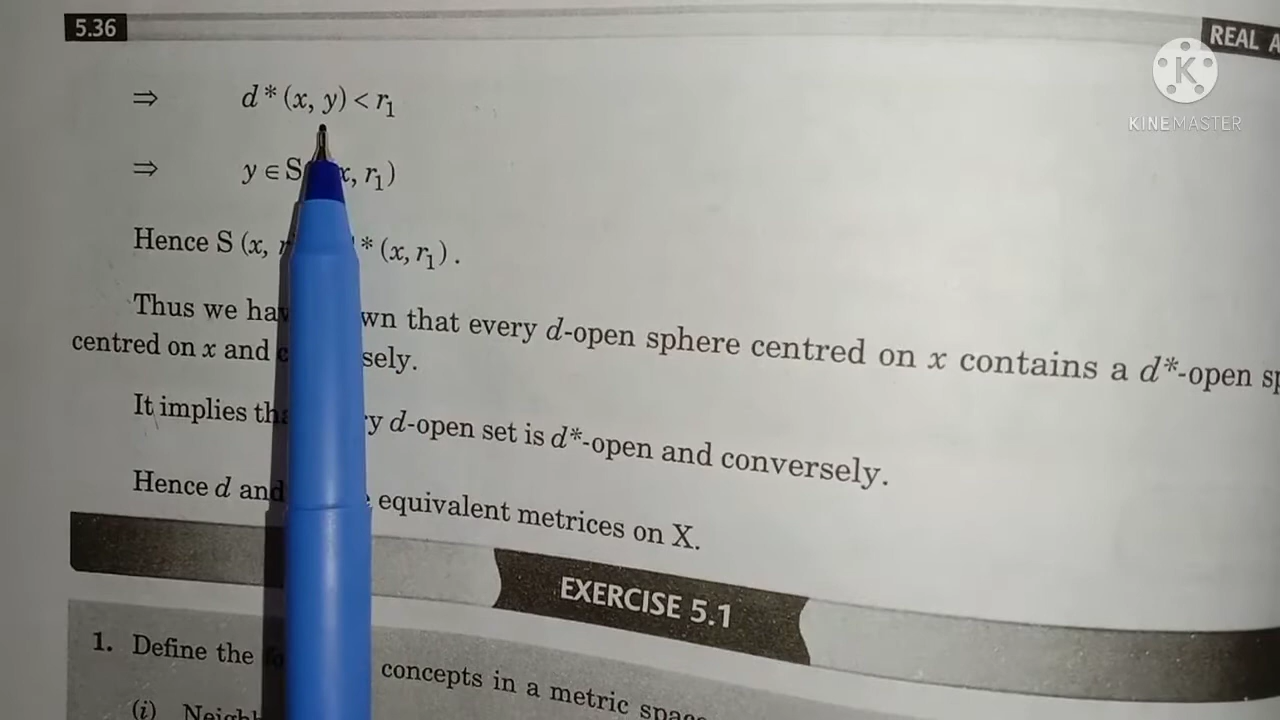 5.36
REAL A
KINEMASTER
⇒ d * (x, y) < r₁
⇒ y ∈ S x, r₁)
Hence S (x, * (x, r₁) .
Thus we wn that every d-open sphere centred on x contains a d*-open
centred on x and sely.
It implies y d-open set is d*-open and conversely.
Hence d and equivalent metrices on X.
EXERCISE 5.1
1. Define the concepts in a metric space
(i)